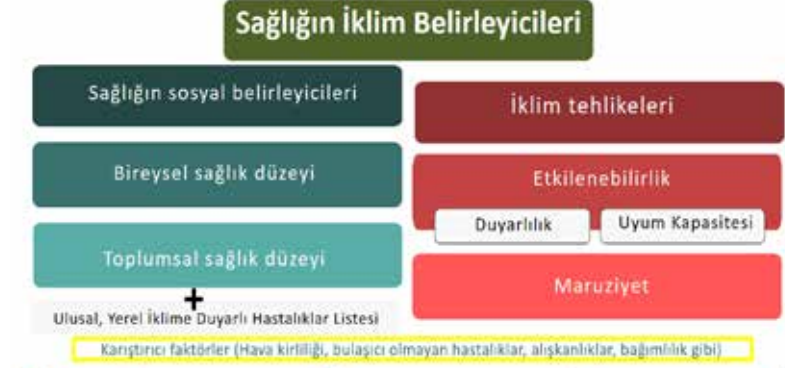 Sağlığın İklim Belirleyicileri
Sağlığın sosyal belirleyicileri
Bireysel sağlık düzeyi
Toplumsal sağlık düzeyi
+
Ulusal, Yerel İklime Duyarlı Hastalıklar Listesi
İklim tehlikeleri
Etkilenebilirlik
Duyarlılık
Uyum Kapasitesi
Maruziyet
Karıştırıcı faktörler (Hava kirliliği, bulaşıcı olmayan hastalıklar, alışkanlıklar, bağımlılık gibi)